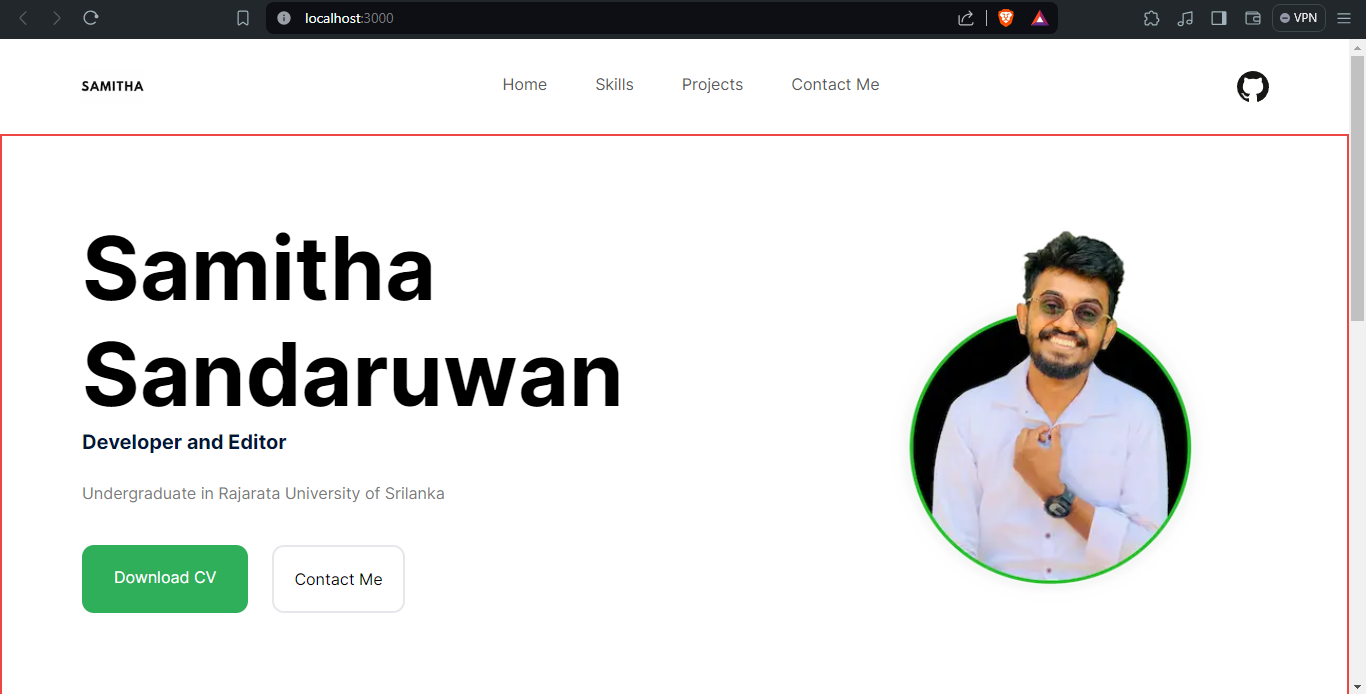 localhost:3000
VPN
SAMITHA
Home Skills Projects Contact Me
Samitha
Sandaruwan
Developer and Editor
Undergraduate in Rajarata University of Srilanka
Download CV Contact Me